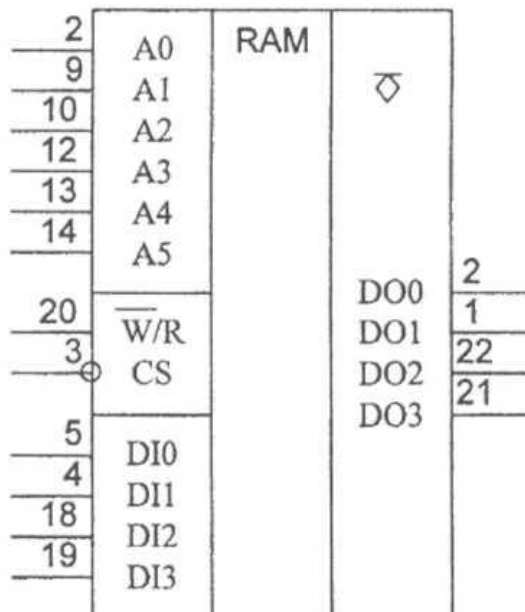 2 A0 RAM
9 A1
10 A2
12 A3
13 A4
14 A5
DO0 2
20 W̅/R DO1 1
3 CS DO2 22
DO3 21
5 DI0
4 DI1
18 DI2
19 DI3